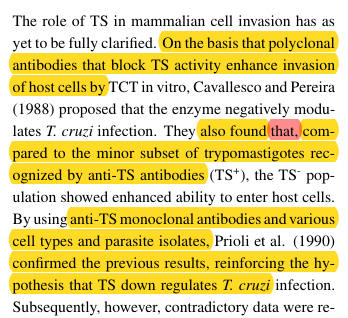 The role of TS in mammalian cell invasion has as
yet to be fully clarified. On the basis that polyclonal
antibodies that block TS activity enhance invasion
of host cells by TCT in vitro, Cavallesco and Pereira
(1988) proposed that the enzyme negatively modu-
lates T. cruzi infection. They also found that, com-
pared to the minor subset of trypomastigotes rec-
ognized by anti-TS antibodies (TS⁺), the TS⁻ pop-
ulation showed enhanced ability to enter host cells.
By using anti-TS monoclonal antibodies and various
cell types and parasite isolates, Prioli et al. (1990)
confirmed the previous results, reinforcing the hy-
pothesis that TS down regulates T. cruzi infection.
Subsequently, however, contradictory data were re-